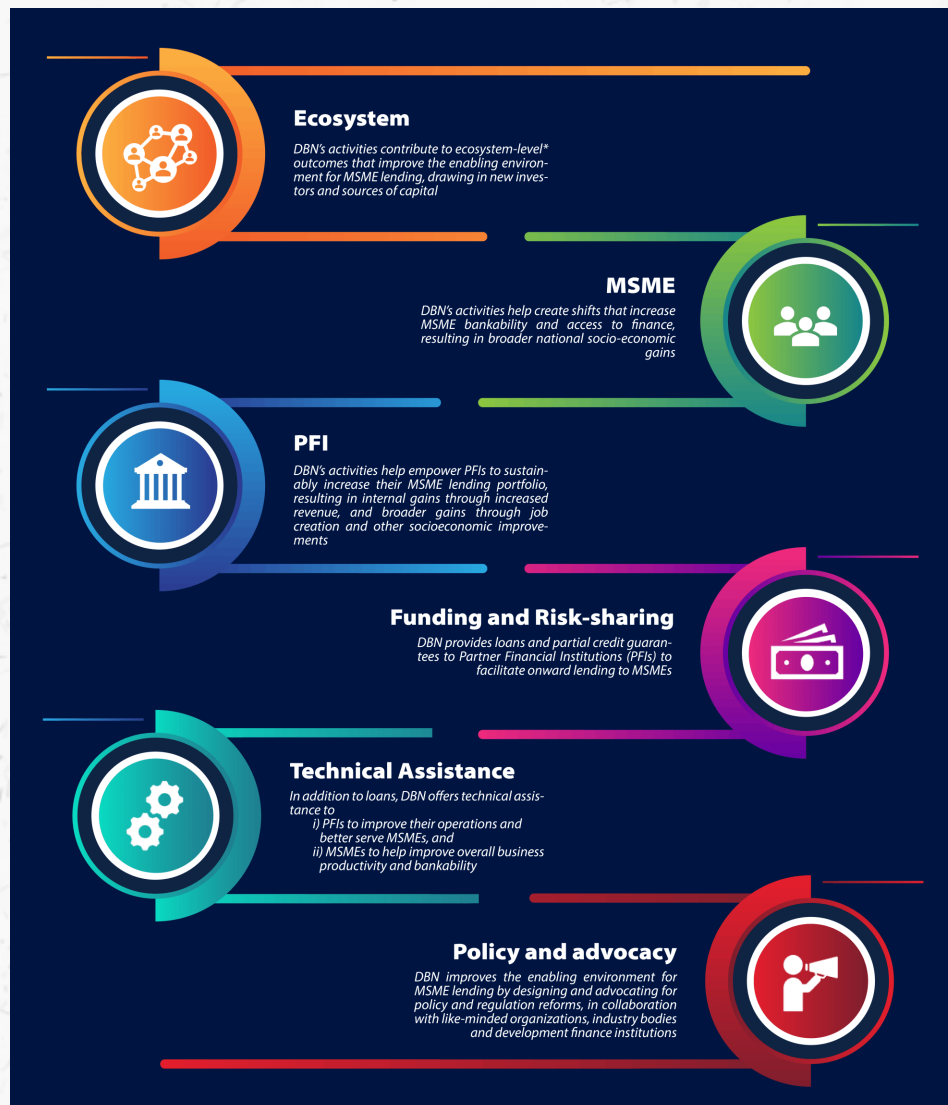 Ecosystem
DBN's activities contribute to ecosystem-level*
outcomes that improve the enabling environ-
ment for MSME lending, drawing in new inves-
tors and sources of capital
MSME
DBN's activities help create shifts that increase
MSME bankability and access to finance,
resulting in broader national socio-economic
gains
PFI
DBN's activities help empower PFIs to sustain-
ably increase their MSME lending portfolio,
resulting in internal gains through increased
revenue, and broader gains through job
creation and other socioeconomic improve-
ments
Funding and Risk-sharing
DBN provides loans and partial credit guaran-
tees to Partner Financial Institutions (PFIs) to
facilitate onward lending to MSMEs
Technical Assistance
In addition to loans, DBN offers technical assis-
tance to
i) PFIs to improve their operations and
better serve MSMEs, and
ii) MSMEs to help improve overall business
productivity and bankability
Policy and advocacy
DBN improves the enabling environment for
MSME lending by designing and advocating for
policy and regulation reforms, in collaboration
with like-minded organizations, industry bodies
and development finance institutions